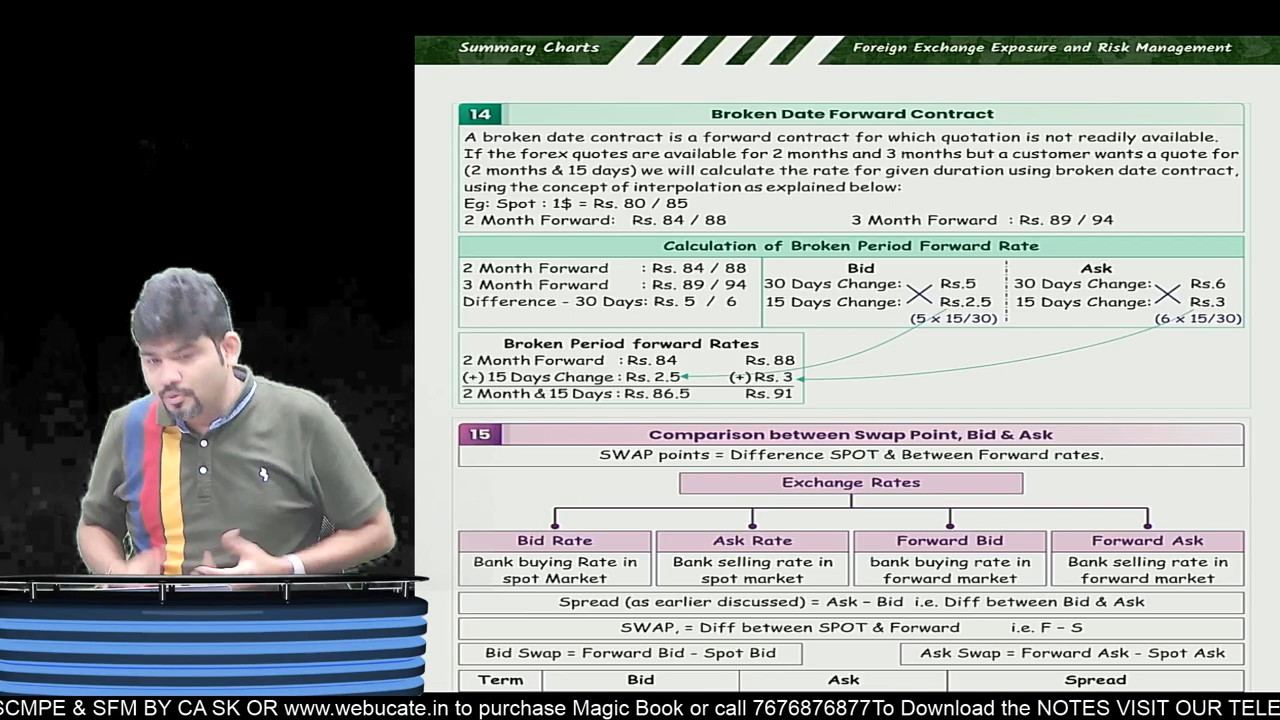 Summary Charts
Foreign Exchange Exposure and Risk Management
14
Broken Date Forward Contract
A broken date contract is a forward contract for which quotation is not readily available.
If the forex quotes are available for 2 months and 3 months but a customer wants a quote for
(2 months & 15 days) we will calculate the rate for given duration using broken date contract,
using the concept of interpolation as explained below:
Eg: Spot : 1$ = Rs. 80 / 85
2 Month Forward: Rs. 84 / 88 3 Month Forward : Rs. 89 / 94
Calculation of Broken Period Forward Rate
2 Month Forward : Rs. 84 / 88
3 Month Forward : Rs. 89 / 94
Difference - 30 Days: Rs. 5 / 6
Bid
30 Days Change: Rs.5
15 Days Change: Rs.2.5
(5 x 15/30)
Ask
30 Days Change: Rs.6
15 Days Change: Rs.3
(6 x 15/30)
Broken Period forward Rates
2 Month Forward : Rs. 84 Rs. 88
(+) 15 Days Change : Rs. 2.5 (+) Rs. 3
2 Month & 15 Days : Rs. 86.5 Rs. 91
15
Comparison between Swap Point, Bid & Ask
SWAP points = Difference SPOT & Between Forward rates.
Exchange Rates
Bid Rate
Bank buying Rate in
spot Market
Ask Rate
Bank selling rate in
spot market
Forward Bid
bank buying rate in
forward market
Forward Ask
Bank selling rate in
forward market
Spread (as earlier discussed) = Ask – Bid i.e. Diff between Bid & Ask
SWAP, = Diff between SPOT & Forward i.e. F – S
Bid Swap = Forward Bid - Spot Bid
Ask Swap = Forward Ask - Spot Ask
Term Bid Ask Spread
SCMPE & SFM BY CA SK OR www.webucate.in to purchase Magic Book or call 7676876877To Download the NOTES VISIT OUR TELE